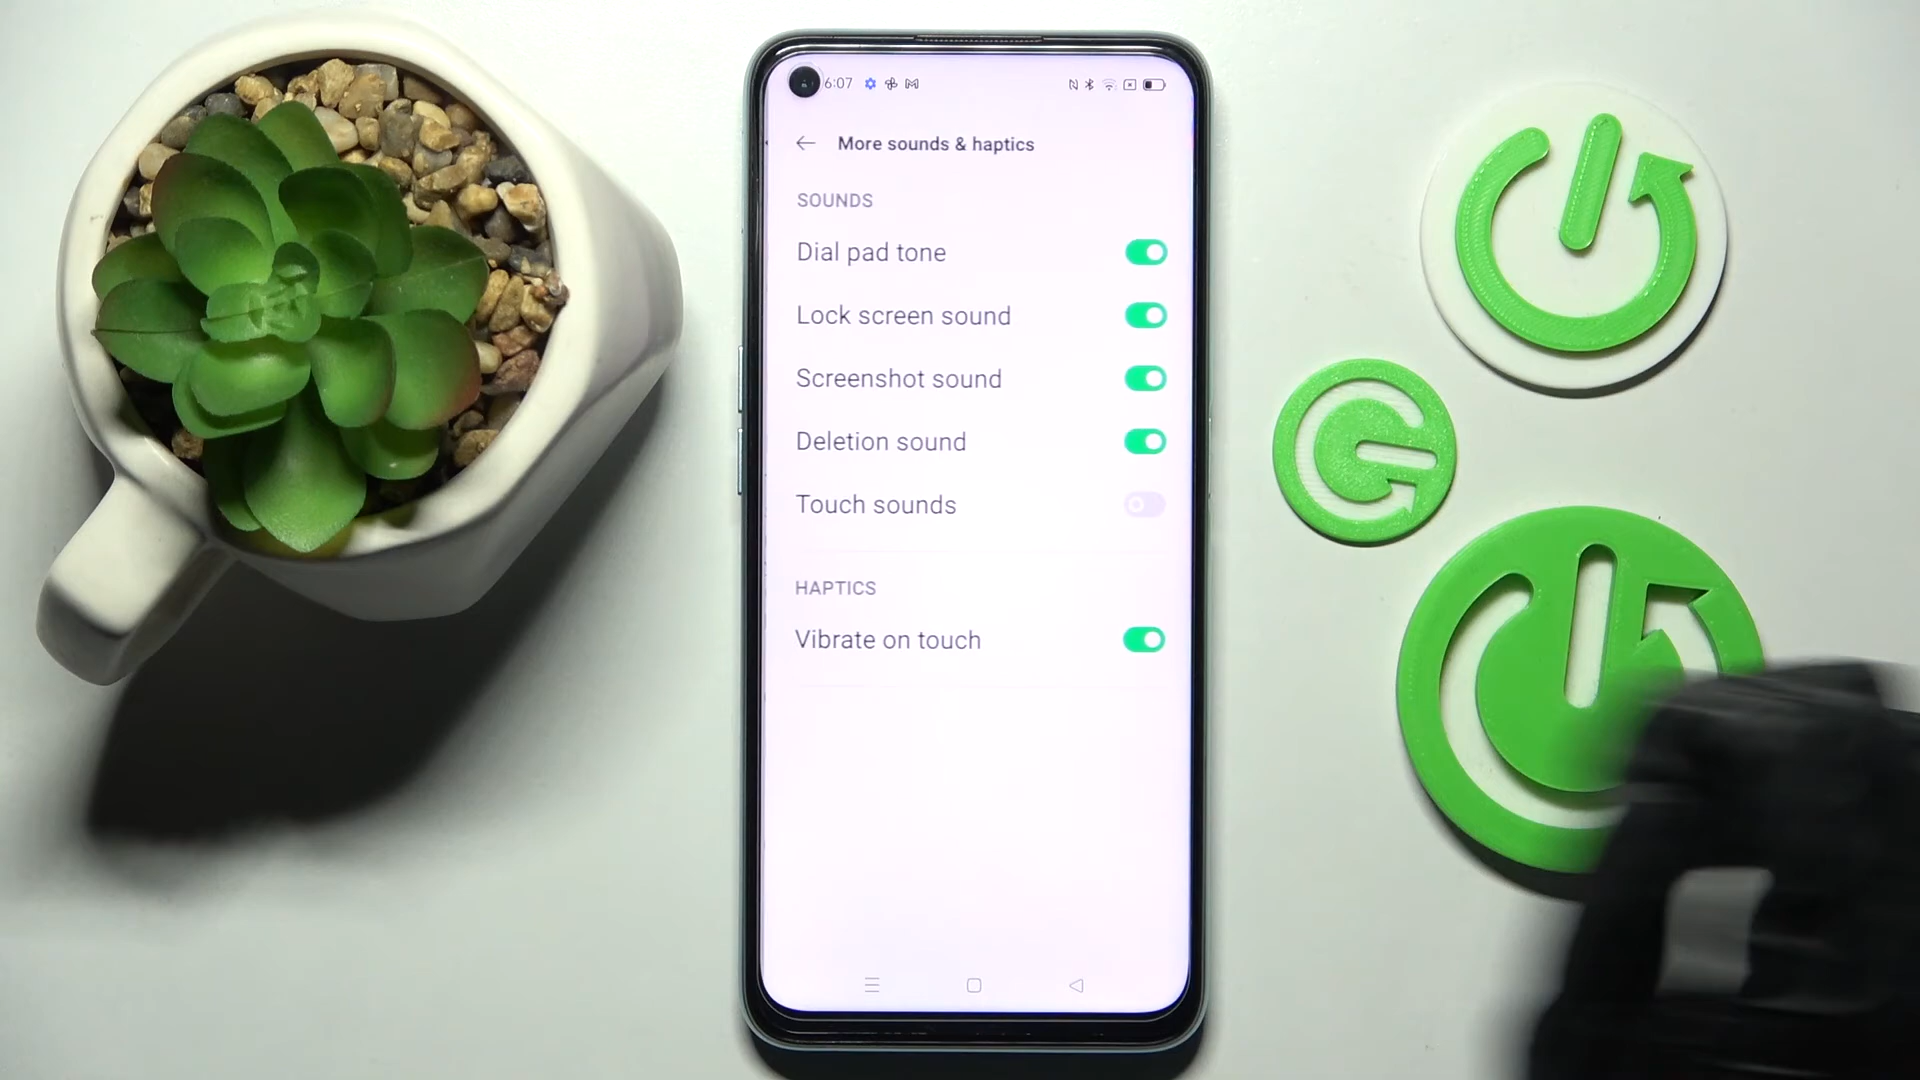 6:07
More sounds & haptics
SOUNDS
Dial pad tone
Lock screen sound
Screenshot sound
Deletion sound
Touch sounds
HAPTICS
Vibrate on touch